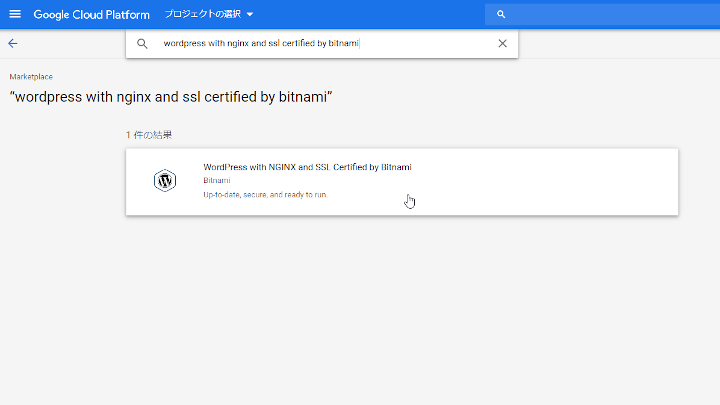 Google Cloud Platform プロジェクトの選択
wordpress with nginx and ssl certified by bitnami
Marketplace
“wordpress with nginx and ssl certified by bitnami”
1 件の結果
WordPress with NGINX and SSL Certified by Bitnami
Bitnami
Up-to-date, secure, and ready to run.